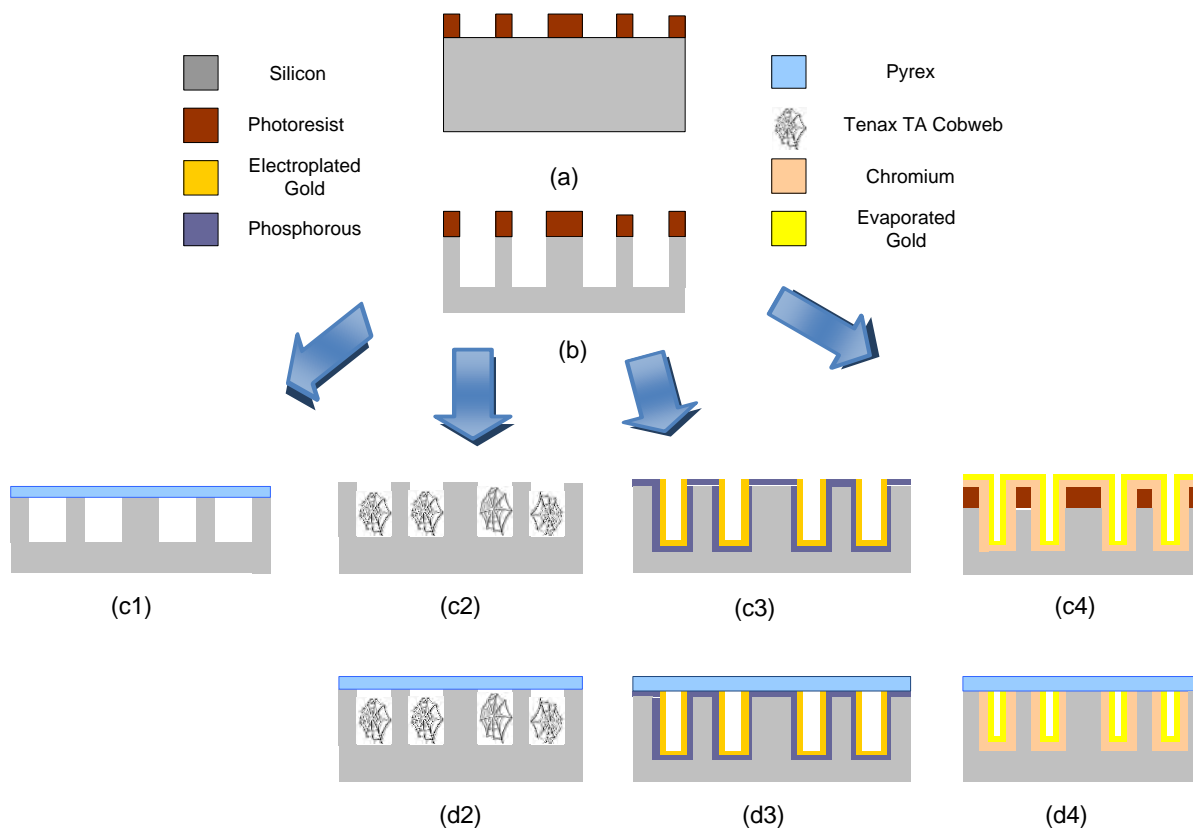 Silicon
Photoresist
Electroplated
Gold
Phosphorous
(a)
Pyrex
Tenax TA Cobweb
Chromium
Evaporated
Gold
(b)
(c1)
(c2)
(c3)
(c4)
(d2)
(d3)
(d4)